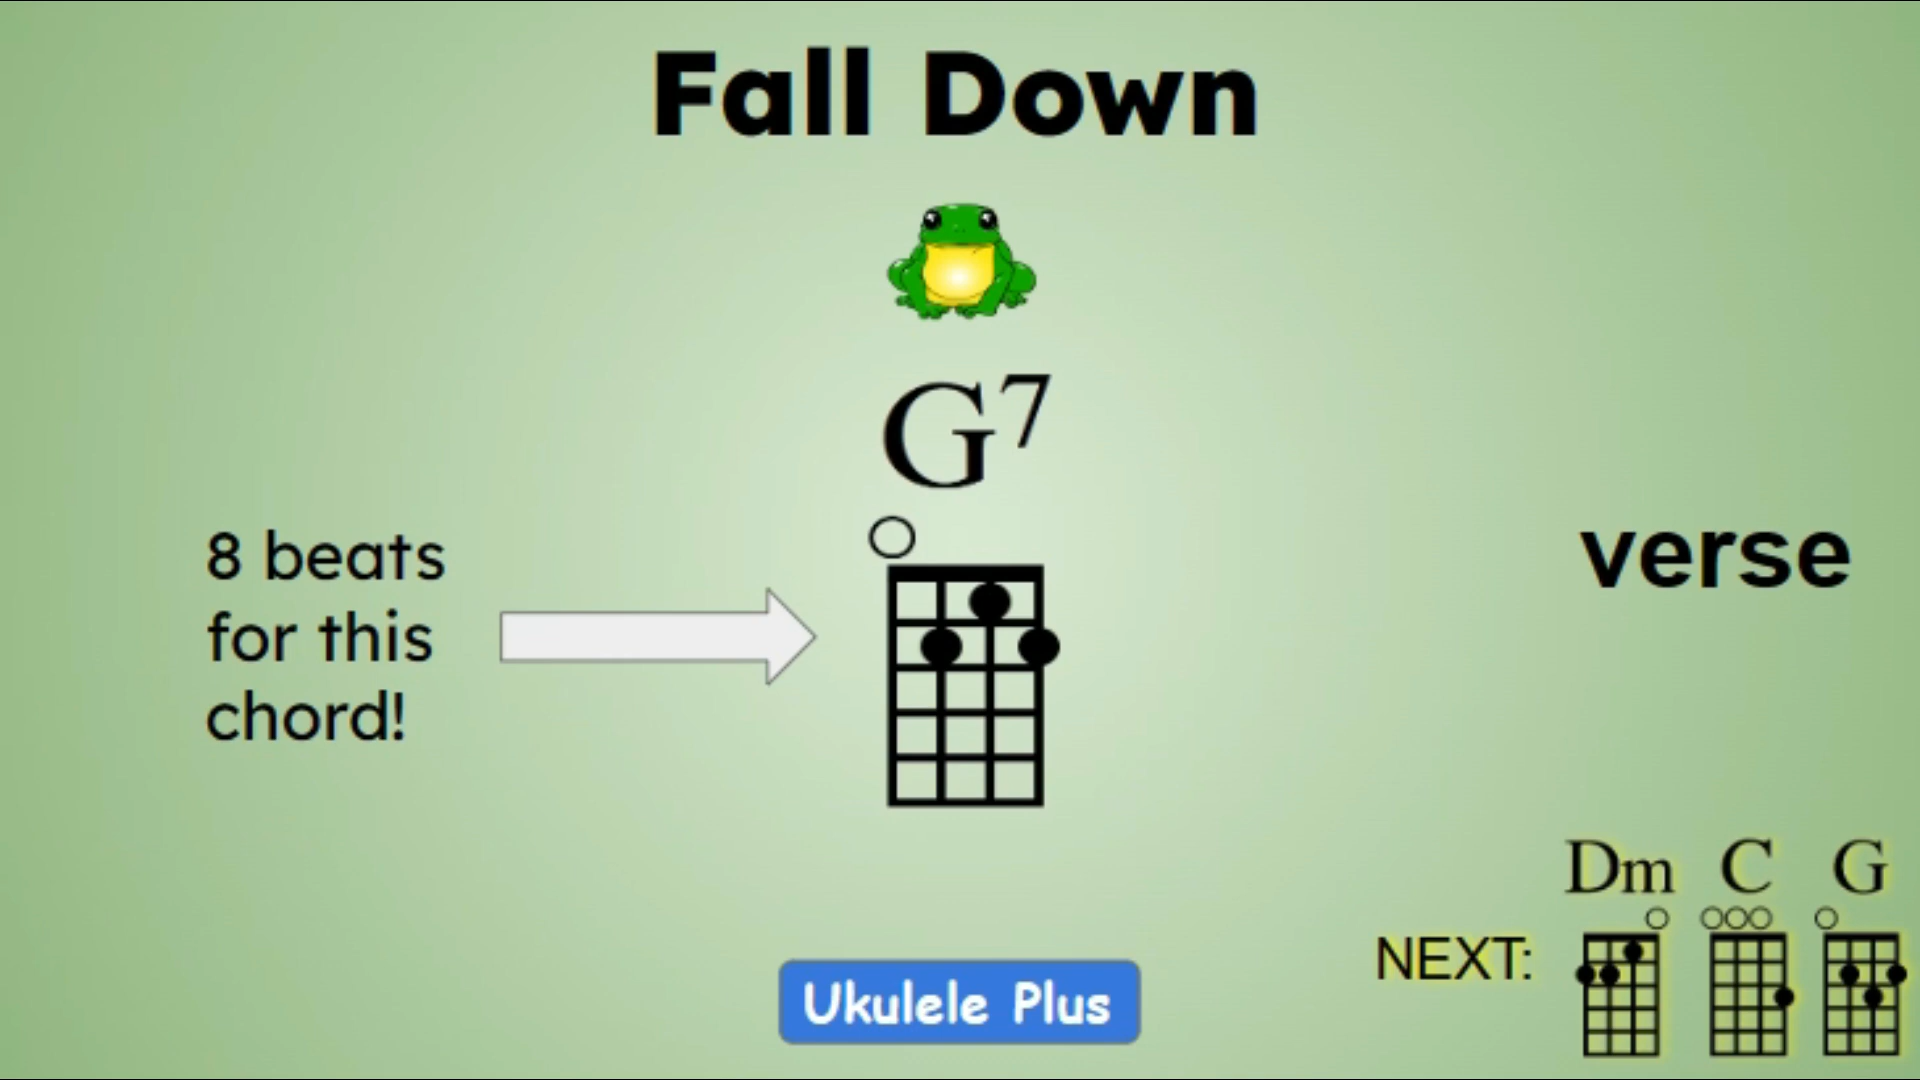 Fall Down
G7
8 beats
for this
chord!
verse
Dm C G
NEXT:
Ukulele Plus